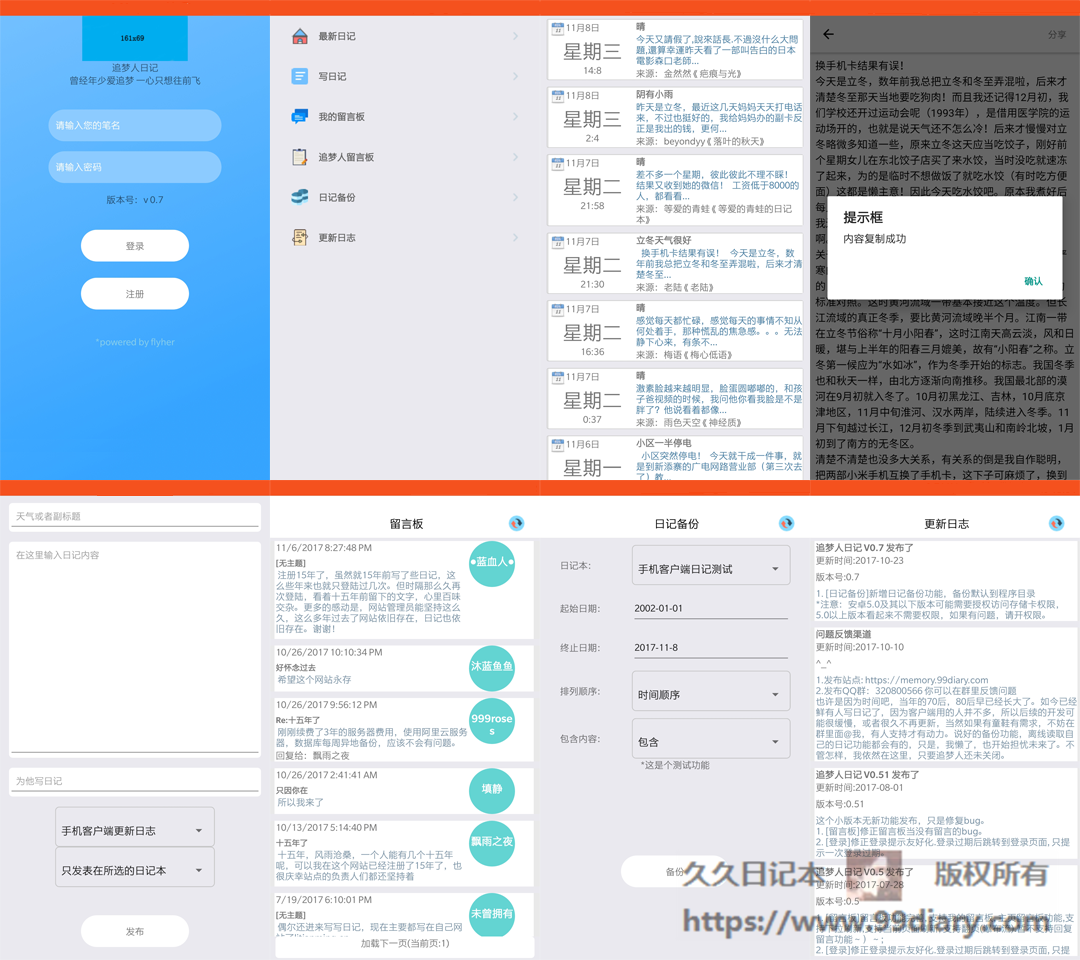 161x69
追梦人日记
曾经年少爱追梦 一心只想往前飞
请输入您的笔名
请输入密码
版本号：v 0.7
登录
注册
*powered by flyher
最新日记
写日记
我的留言板
追梦人留言板
日记备份
更新日志
11月8日
星期三
14:8
晴
今天又請假了,說來話長.不過沒什么大問
題,還算幸運昨天看了一部叫告白的日本
電影森口老師...
来源：金然然《疤痕与光》
11月8日
星期三
2:4
阴有小雨
昨天是立冬，最近这几天妈妈天天打电话
来，不过也挺好的，我给妈妈办的副卡反
正是我出的钱，更何...
来源：beyondyy《落叶的秋天》
11月7日
星期二
21:58
晴
差不多一个星期，彼此彼此不理不睬！
结果又收到她的微信！ 工资低于8000的
人，都看看...
来源：等爱的青蛙《等爱的青蛙的日记
本》
11月7日
星期二
21:30
立冬天气很好
换手机卡结果有误！ 今天是立冬，数
年前我总把立冬和冬至弄混啦，后来才清
楚冬至...
来源：老陆《老陆》
11月7日
星期二
16:36
晴
感觉每天都忙碌，感觉每天的事情不知从
何处着手，那种慌乱的焦急感。。。无法
静下心来，有条不...
来源：梅语《梅心低语》
11月7日
星期二
0:37
晴
激素脸越来越明显，脸蛋圆嘟嘟的，和孩
子爸视频的时候，我问他你看我脸是不是
胖了？他说看着都像...
来源：雨色天空《神经质》
11月6日
星期一
小区一半停电
小区突然停电！ 今天就干成一件事，就
是到新添寨的广电网路营业部（第三次去
了）教...
分享
换手机卡结果有误！
今天是立冬，数年前我总把立冬和冬至弄混啦，后来才
清楚冬至那天当地要吃狗肉！而且我还记得12月初，我
们学校还开过运动会呢（1993年），是借用医学院的运
动场开的，也就是说天气还不怎么冷！后来才慢慢对立
冬略微多知道一些，原来立冬这天应当吃饺子，刚好前
个星期女儿在东北饺子店买了来水饺，当时没吃就速冻
了起来，为的是临时不想做饭了就吃水饺（有时吃方便
面）这都是懒主意！因此今天吃水饺吧。原本我煮好后
提示框
内容复制成功
确认
标准对照。这时黄河流域一带基本接近这个温度。但长
江流域的真正冬季，要比黄河流域晚半个月。江南一带
在立冬节俗称“十月小阳春”，这时江南天高云淡，风和日
暖，堪与上半年的阳春三月媲美，故有“小阳春”之称。立
冬第一候应为“水如冰”，作为冬季开始的标志。我国冬季
也和秋天一样，由北方逐渐向南推移。我国最北部的漠
河在9月初就入冬了。10月初黑龙江、吉林，10月底京
津地区，11月中旬淮河、汉水两岸，陆续进入冬季。11
月下旬越过长江，12月初冬季到武夷山和南岭北坡，1月
初到了南方的无冬区。
清楚不清楚也没多大关系，有关系的倒是我自作聪明，
把两部小米手机互换了手机卡，这下子可麻烦了，换到
天气或者副标题
在这里输入日记内容
为他写日记
手机客户端更新日志
只发表在所选的日记本
发布
留言板
11/6/2017 8:27:48 PM
[无主题]
注册15年了，虽然就15年前写了些日记，这
么些年来也就只登陆过几次。但时隔那么久再
次登陆，看着十五年前留下的文字，心里百味
交杂。更多的感动是，网站管理员能坚持这么
久，这么多年过去了网站依旧存在，日记也依
旧存在。谢谢！
●蓝血人●
10/26/2017 10:10:34 PM
好怀念过去
希望这个网站永存
沐蓝鱼鱼
10/26/2017 9:56:12 PM
Re:十五年了
刚刚续费了3年的服务器费用，使用阿里云服务
器，数据库每周异地备份，应该不会有问题。
回复给：飘雨之夜
999rose
s
10/26/2017 2:41:41 AM
只因你在
所以我来了
填静
10/13/2017 5:14:40 PM
十五年了
十五年，风雨沧桑，一个人能有几个十五年
呢，可以我在这个网站已经注册了15年了，也
很庆幸站点的负责人们都还坚持着
飘雨之夜
7/19/2017 6:10:01 PM
[无主题]
偶尔还进来写写日记，现在主要都写在自己网
未曾拥有
加载下一页(当前页:1)
日记备份
日记本:
手机客户端日记测试
起始日期:
2002-01-01
终止日期:
2017-11-8
排列顺序:
时间顺序
包含内容:
包含
*这是个测试功能
备份
更新日志
追梦人日记 V0.7 发布了
更新时间:2017-10-23
版本号:0.7
1. [日记备份]新增日记备份功能，备份默认到程序目录
*注意：安卓5.0及其以下版本可能需要授权访问存储卡权限，
5.0以上版本看起来不需要权限，如果有问题，请开权限。
问题反馈渠道
更新时间:2017-10-10
^_^
1.发布站点: https://memory.99diary.com
2.发布QQ群：320800566 你可以在群里反馈问题
也许是因为时间吧，当年的70后，80后早已经长大了。如今已经
鲜有人写日记了，因为客户端用的人并不多，所以后续的开发可
能很缓慢，或者很久不再更新，当然如果有童鞋有需求，不妨在
群里面@我，有人支持才有动力。说好的备份功能，离线读取自
己的日记功能都会有的，只是，我懒了，也开始担忧未来了。不
管怎样，我依然在这里，只要追梦人还未关闭。
追梦人日记 V0.51 发布了
更新时间:2017-08-01
版本号:0.51
这个小版本无新功能发布，只是修复bug。
1. [留言板]修正留言板当没有留言的bug。
2. [登录]修正登录提示友好化.登录过期后跳转到登录页面, 只提
示一次登录过期.
追梦人日记 V0.5 发布了
更新时间:2017-07-28
版本号:0.5
2. [登录]修正登录提示友好化.登录过期后跳转到登录页面, 只提
久久日记本 版权所有
https://www.99diary.com